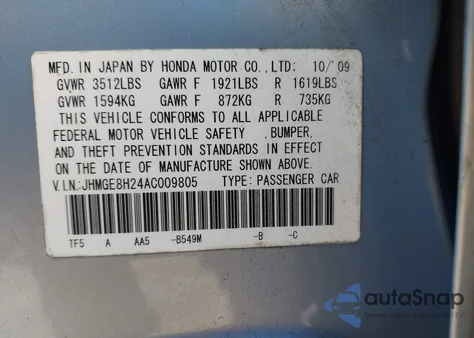 MFD. IN JAPAN BY HONDA MOTOR CO., LTD: 10/'09
GVWR 3512LBS GAWR F 1921LBS R 1619LBS
GVWR 1594KG GAWR F 872KG R 735KG
THIS VEHICLE CONFORMS TO ALL APPLICABLE
FEDERAL MOTOR VEHICLE SAFETY , BUMPER,
AND THEFT PREVENTION STANDARDS IN EFFECT
ON THE DATE OF MANUFACTURE SHOWN ABOVE.
V.I.N.:JHMGE8H24AC009805 TYPE: PASSENGER CAR
TF5 A AA5 -B549M -B -C
autoSnap